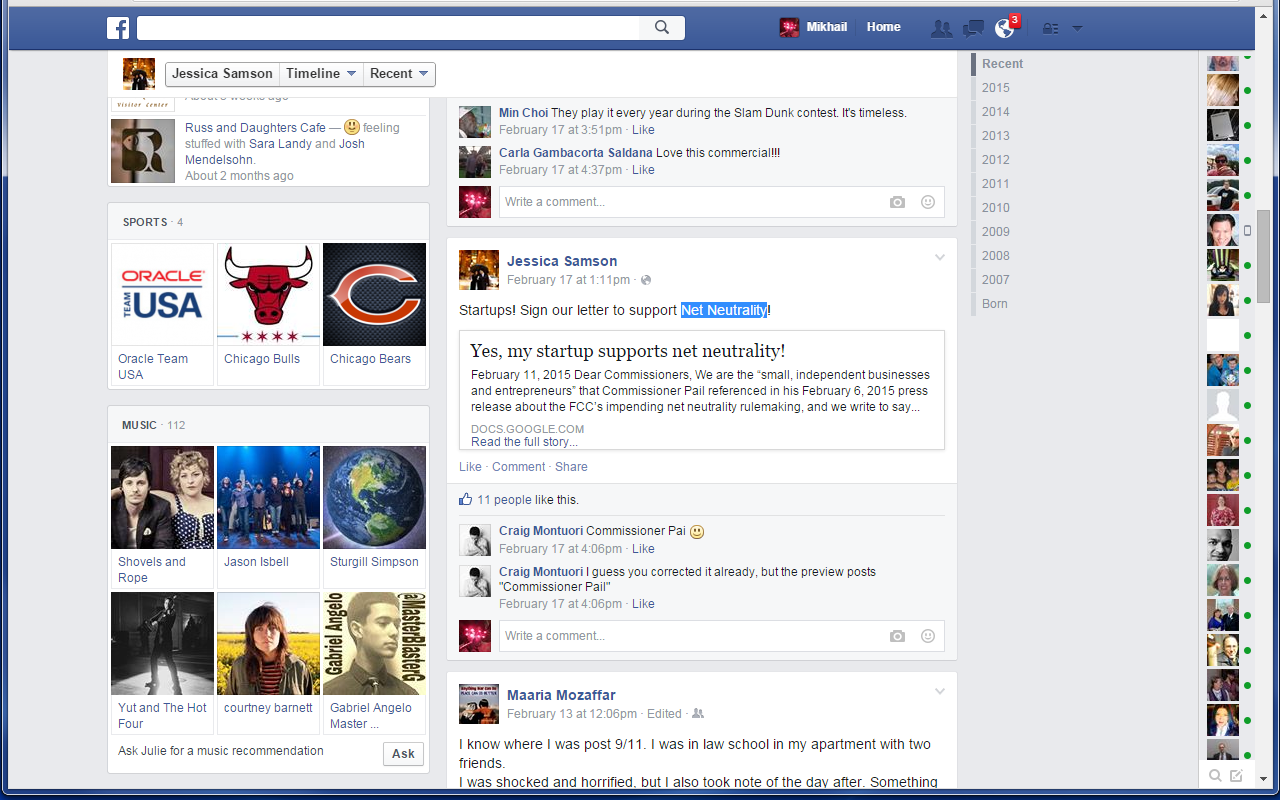 Mikhail
Home
3
Jessica Samson
Timeline
Recent
Visitor Center
About 3 weeks ago
Russ and Daughters Cafe — feeling
stuffed with Sara Landy and Josh
Mendelsohn.
About 2 months ago
SPORTS · 4
ORACLE
TEAM
USA
Oracle Team
USA
Chicago Bulls
Chicago Bears
MUSIC · 112
Shovels and
Rope
Jason Isbell
Sturgill Simpson
Gabriel Angelo
@MasterBlasterG
Yut and The Hot
Four
courtney barnett
Gabriel Angelo
Master ...
Ask Julie for a music recommendation
Ask
Min Choi They play it every year during the Slam Dunk contest. It's timeless.
February 17 at 3:51pm · Like
Carla Gambacorta Saldana Love this commercial!!!
February 17 at 4:37pm · Like
Write a comment...
Jessica Samson
February 17 at 1:11pm ·
Startups! Sign our letter to support Net Neutrality!
Yes, my startup supports net neutrality!
February 11, 2015 Dear Commissioners, We are the “small, independent businesses
and entrepreneurs” that Commissioner Pail referenced in his February 6, 2015 press
release about the FCC’s impending net neutrality rulemaking, and we write to say...
DOCS.GOOGLE.COM
Read the full story...
Like · Comment · Share
11 people like this.
Craig Montuori Commissioner Pai
February 17 at 4:06pm · Like
Craig Montuori I guess you corrected it already, but the preview posts
"Commissioner Pail"
February 17 at 4:06pm · Like
Write a comment...
Maaria Mozaffar
February 13 at 12:06pm · Edited ·
I know where I was post 9/11. I was in law school in my apartment with two
friends.
I was shocked and horrified, but I also took note of the day after. Something
Recent
2015
2014
2013
2012
2011
2010
2009
2008
2007
Born